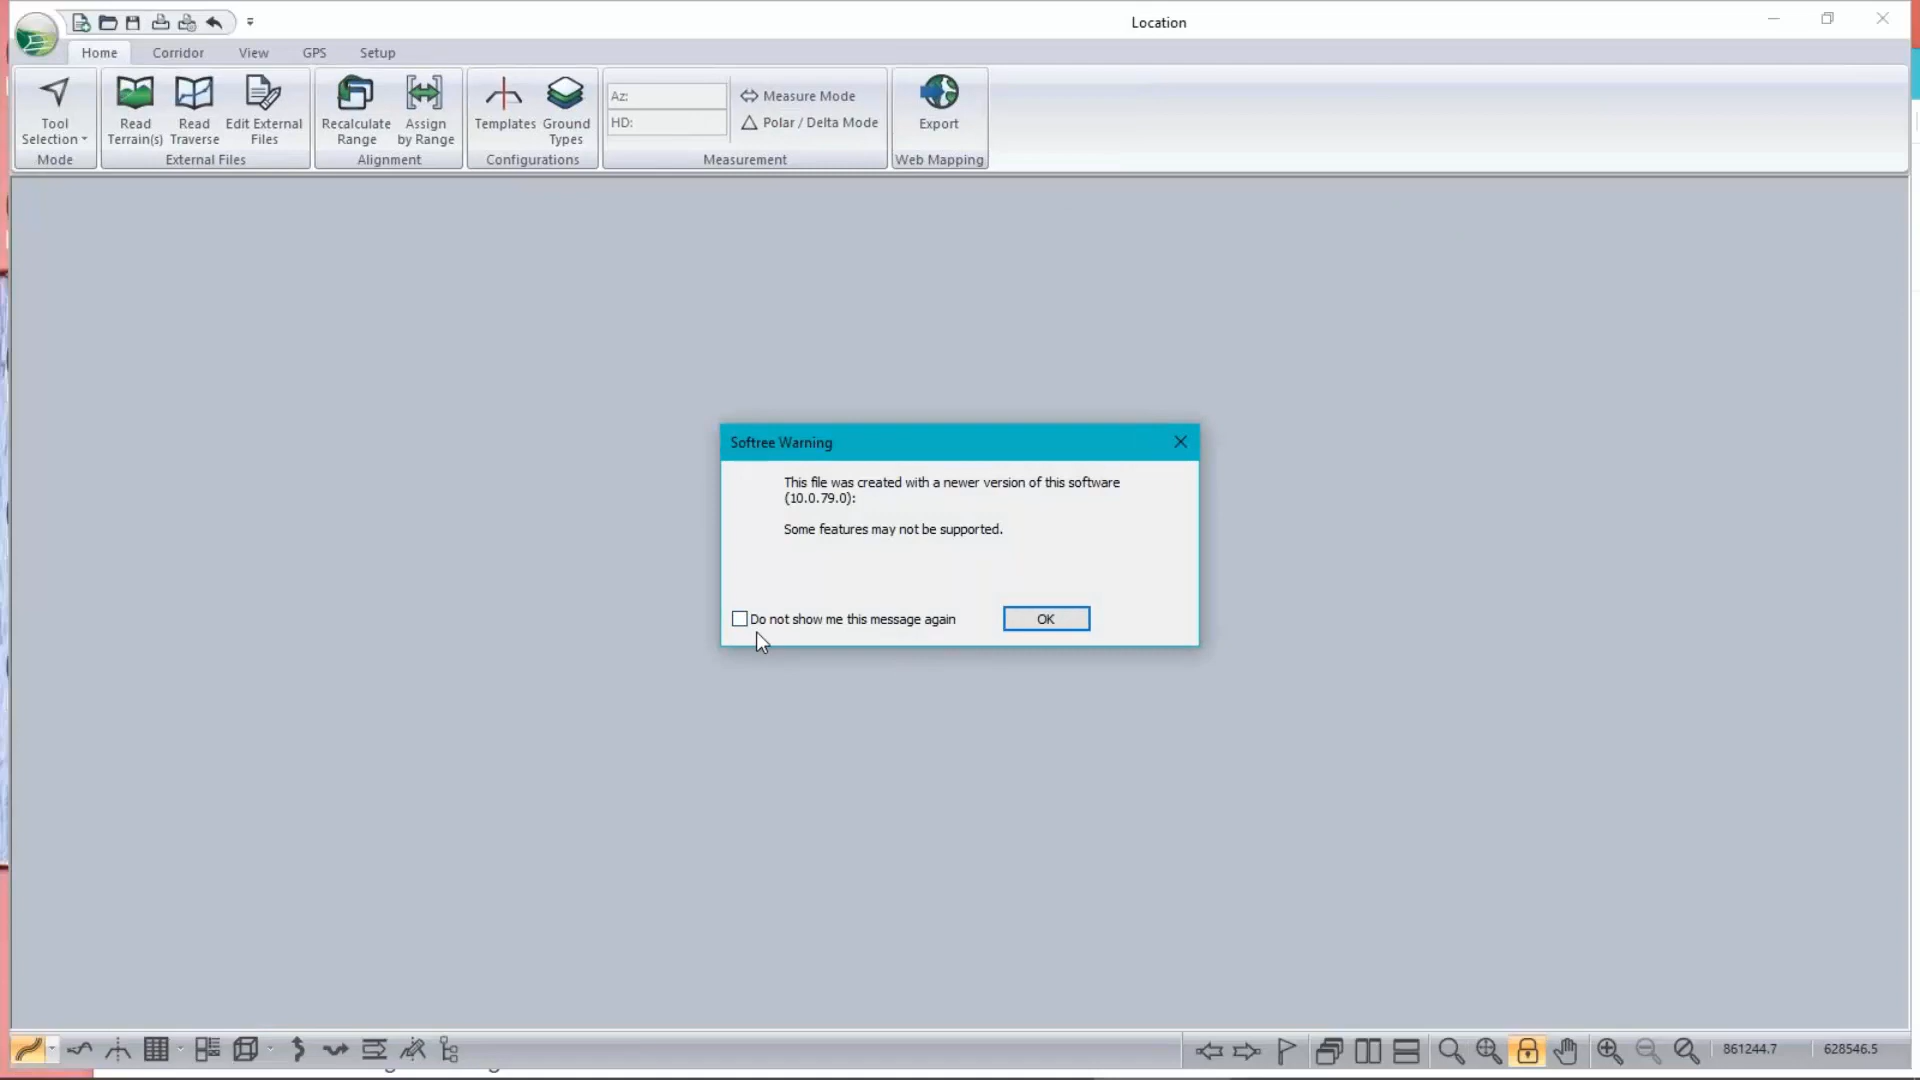 Location
Home Corridor View GPS Setup
Tool Selection
Mode
Read Terrain(s)
Read Traverse
Edit External Files
External Files
Recalculate Range
Assign by Range
Alignment
Templates
Ground Types
Configurations
Az:
HD:
Measure Mode
Polar / Delta Mode
Measurement
Export
Web Mapping
Softree Warning
This file was created with a newer version of this software
(10.0.79.0):
Some features may not be supported.
Do not show me this message again
OK
861244.7 628546.5